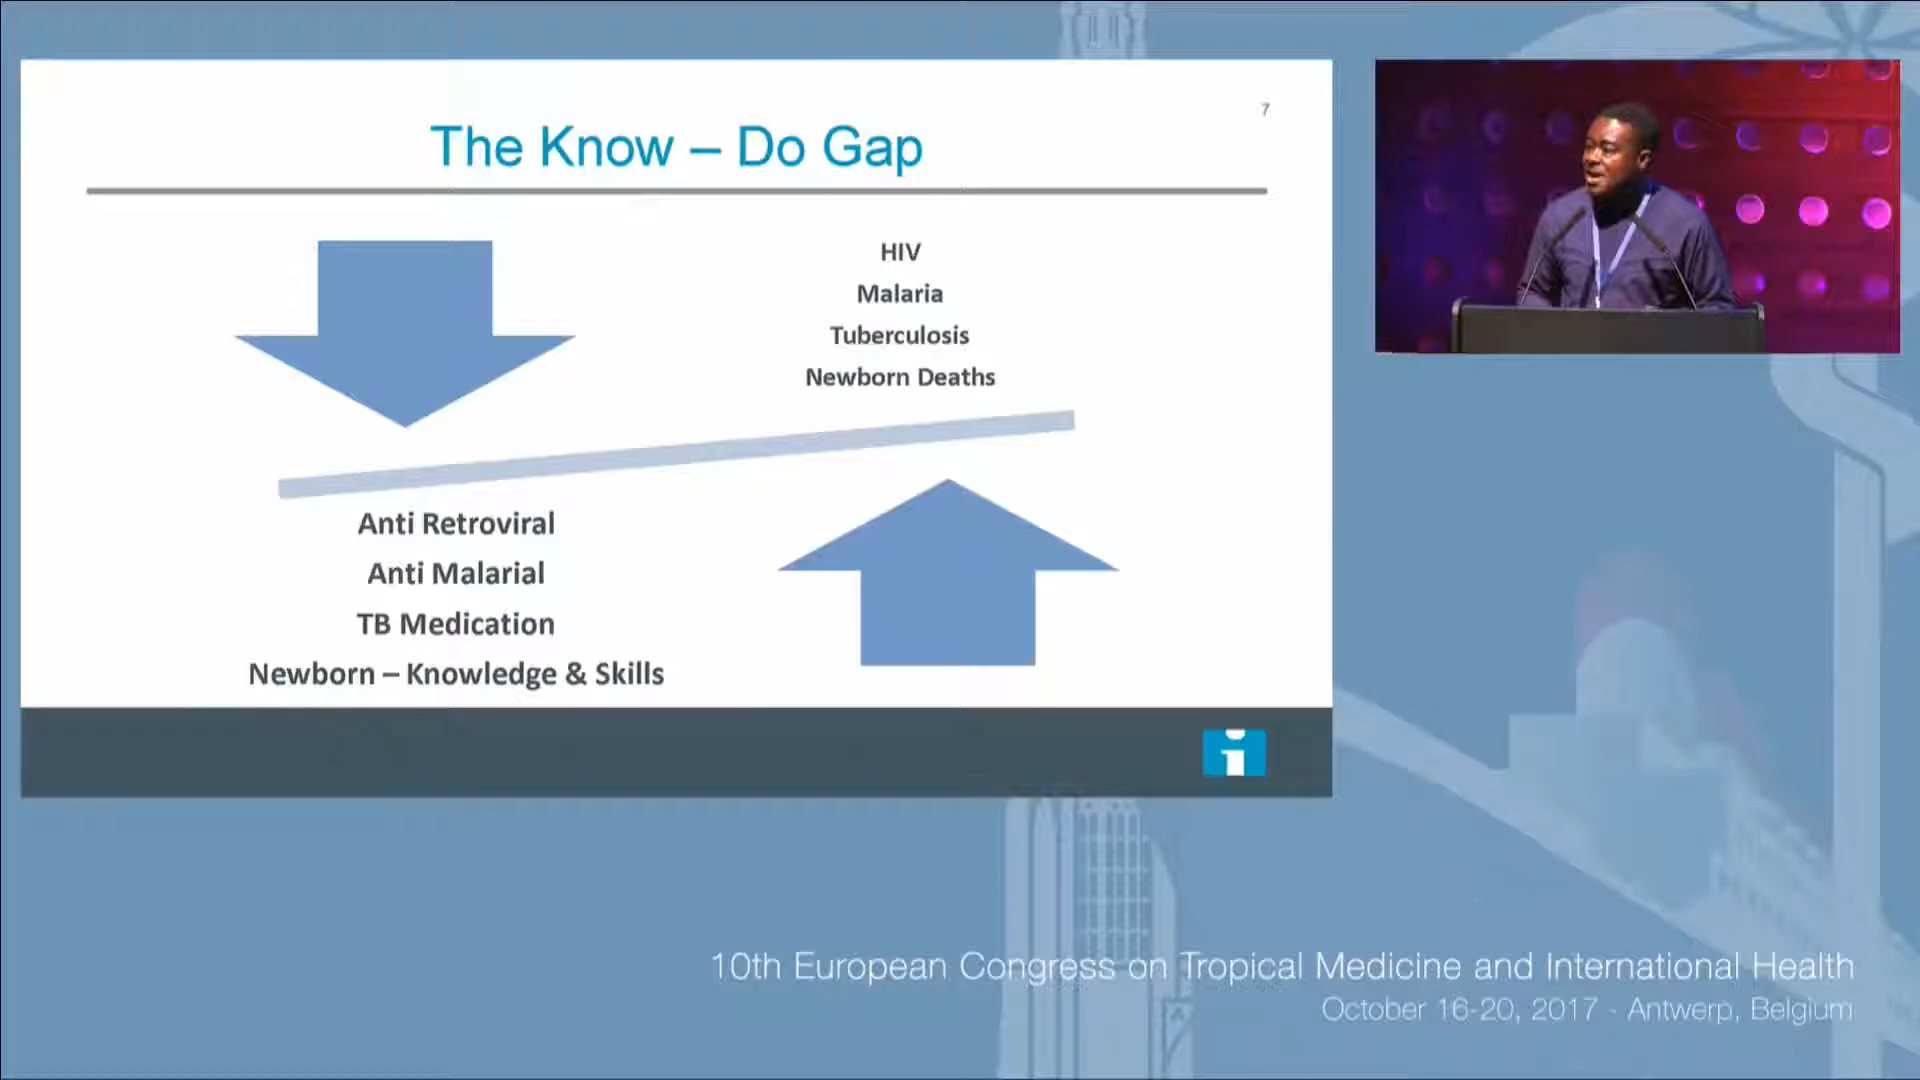 7
The Know – Do Gap
HIV
Malaria
Tuberculosis
Newborn Deaths
Anti Retroviral
Anti Malarial
TB Medication
Newborn – Knowledge & Skills
i
10th European Congress on Tropical Medicine and International Health
October 16-20, 2017 - Antwerp, Belgium